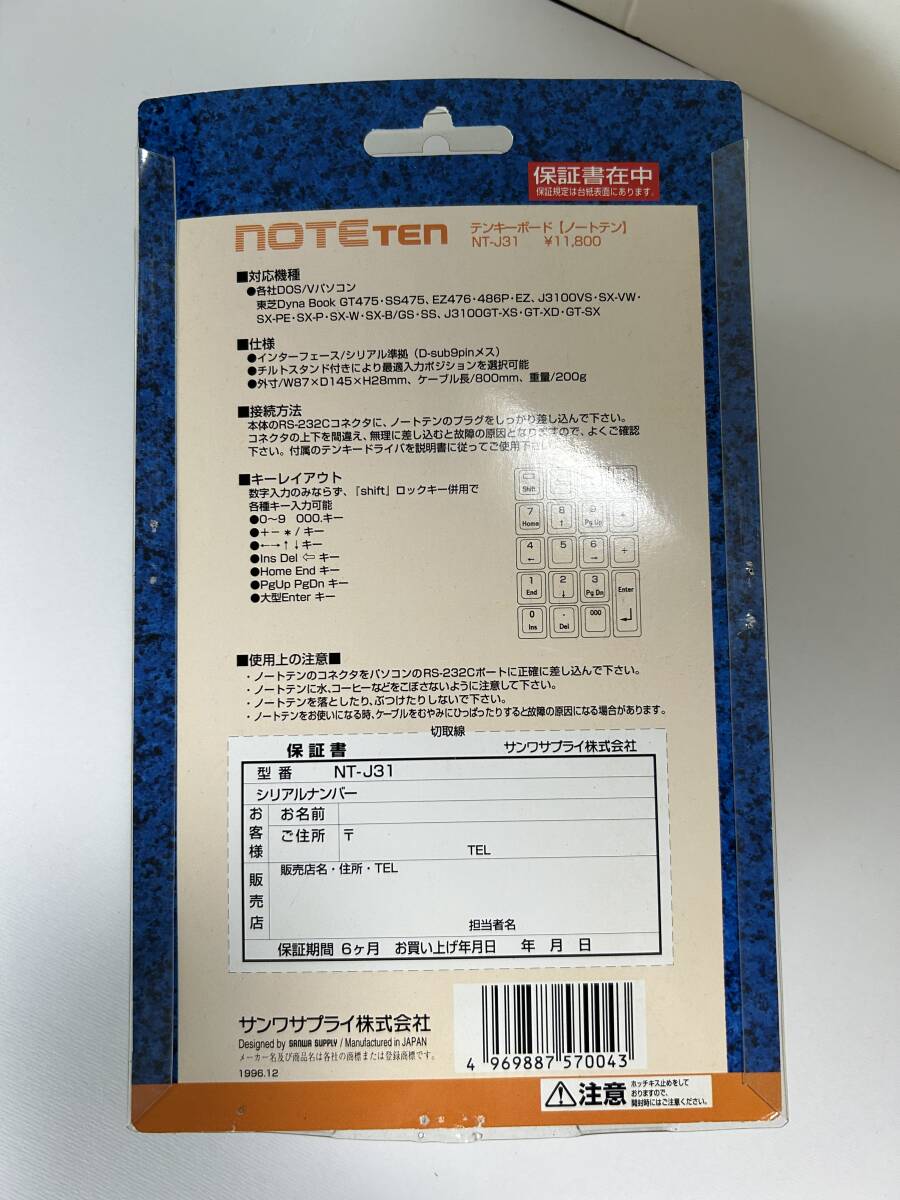 保証書在中
保証規定は台紙表面にあります。
NOTETEN
テンキーボード【ノートテン】
NT-J31 ¥11,800
■対応機種
●各社DOS/Vパソコン
東芝Dyna Book GT475・SS475、EZ476・486P・EZ、J3100VS・SX-VW・
SX-PE・SX-P・SX-W・SX-B/GS・SS、J3100GT-XS・GT-XD・GT-SX
■仕様
●インターフェース/シリアル準拠（D-sub9pinメス）
●チルトスタンド付きにより最適入力ポジションを選択可能
●外寸/W87×D145×H28mm、ケーブル長/800mm、重量/200g
■接続方法
本体のRS-232Cコネクタに、ノートテンのプラグをしっかり差し込んで下さい。
コネクタの上下を間違え、無理に差し込むと故障の原因となりますので、よくご確認
下さい。付属のテンキードライバを説明書に従ってご使用下さい。
■キーレイアウト
数字入力のみならず、『shift』ロックキー併用で
各種キー入力可能
●0〜9 000.キー
●+−*/キー
●←→↑↓キー
●Ins Del ⇦ キー
●Home End キー
●PgUp PgDn キー
●大型Enter キー
Shift
7 Home 8 ↑ 9 Pg Up +
4 ← 5 6 → ÷
1 End 2 ↓ 3 Pg Dn Enter
0 Ins . Del 000
■使用上の注意■
・ノートテンのコネクタをパソコンのRS-232Cポートに正確に差し込んで下さい。
・ノートテンに水、コーヒーなどをこぼさないように注意して下さい。
・ノートテンを落としたり、ぶつけたりしないで下さい。
・ノートテンをお使いになる時、ケーブルをむやみにひっぱったりすると故障の原因になる場合があります。
切取線
保証書 サンワサプライ株式会社
型番 NT-J31
シリアルナンバー
お客様
お名前
ご住所 〒
TEL
販売店
販売店名・住所・TEL
担当者名
保証期間 6ヶ月 お買い上げ年月日 年 月 日
サンワサプライ株式会社
Designed by SANWA SUPPLY / Manufactured in JAPAN
メーカー名及び商品名は各社の商標または登録商標です。
1996.12
4 969887 570043
注意
ホッチキス止めをして
おりますので、
開封時にはご注意ください。